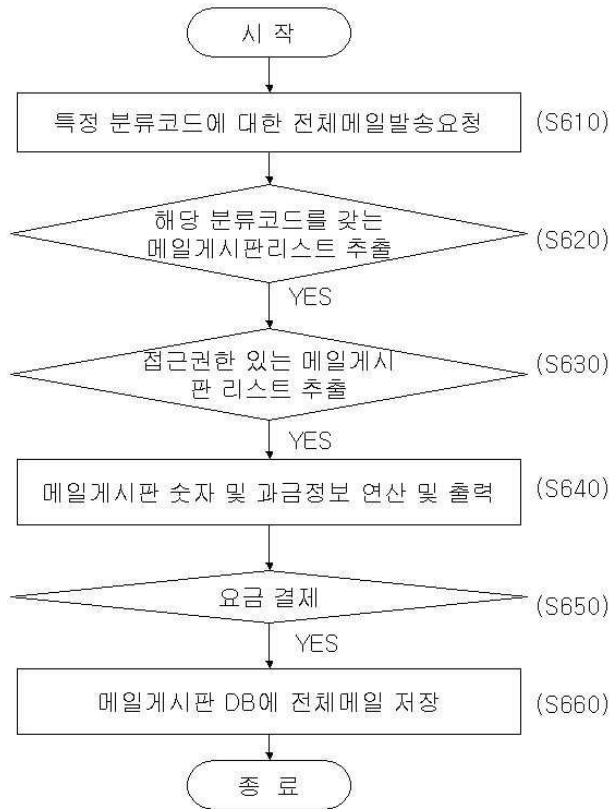 시 작
특정 분류코드에 대한 전체메일발송요청
(S610)
해당 분류코드를 갖는
메일게시판리스트 추출
(S620)
YES
접근권한 있는 메일게시
판 리스트 추출
(S630)
YES
메일게시판 숫자 및 과금정보 연산 및 출력
(S640)
요금 결제
(S650)
YES
메일게시판 DB에 전체메일 저장
(S660)
종 료